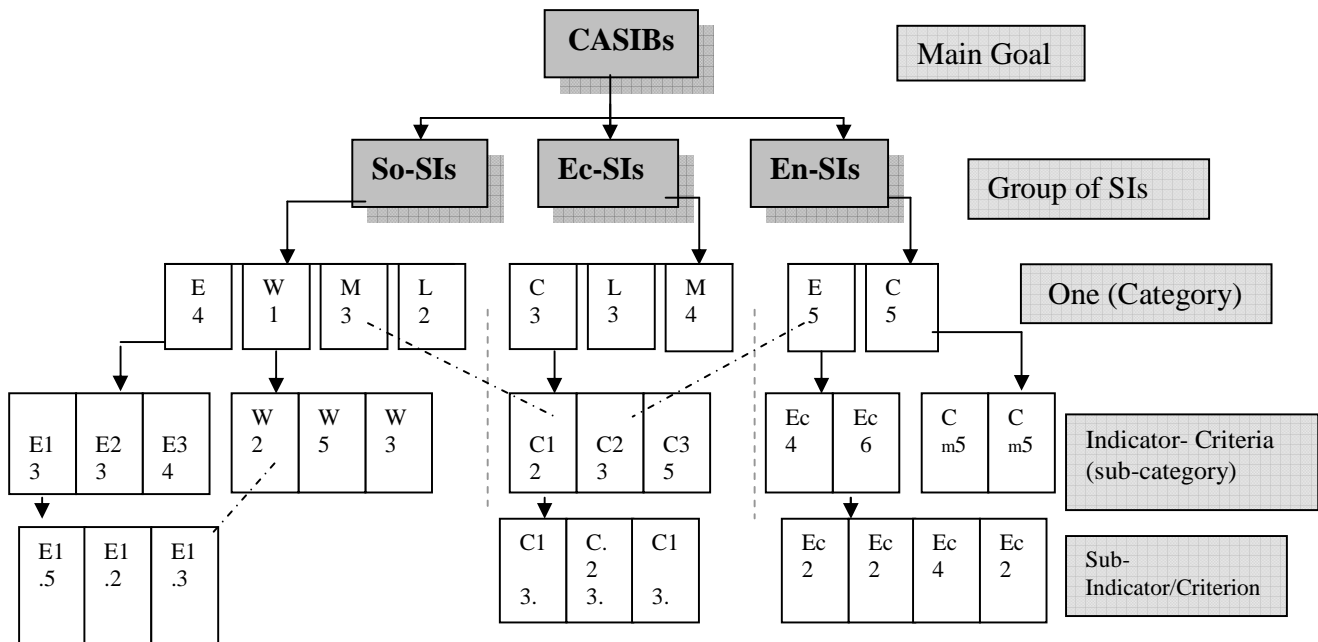 CASIBs
Main Goal
So-SIs
Ec-SIs
En-SIs
Group of SIs
E
4
W
1
M
3
L
2
C
3
L
3
M
4
E
5
C
5
One (Category)
E1
3
E2
3
E3
4
W
2
W
5
W
3
C1
2
C2
3
C3
5
Ec
4
Ec
6
C
m5
C
m5
Indicator- Criteria
(sub-category)
E1
.5
E1
.2
E1
.3
C1
3.
C.
2
3.
C1
3.
Ec
2
Ec
2
Ec
4
Ec
2
Sub-
Indicator/Criterion